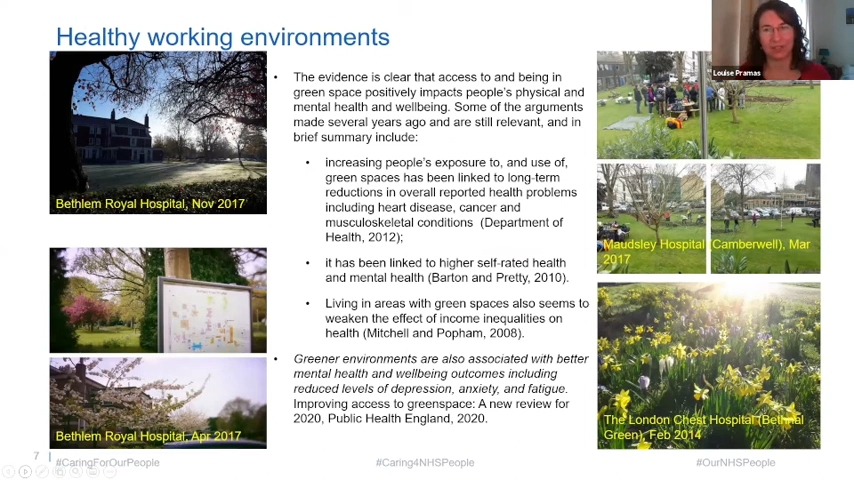 Healthy working environments
Louise Pramas
• The evidence is clear that access to and being in
green space positively impacts people's physical and
mental health and wellbeing. Some of the arguments
made several years ago and are still relevant, and in
brief summary include:
• increasing people's exposure to, and use of,
green spaces has been linked to long-term
reductions in overall reported health problems
including heart disease, cancer and
musculoskeletal conditions (Department of
Health, 2012);
• it has been linked to higher self-rated health
and mental health (Barton and Pretty, 2010).
• Living in areas with green spaces also seems to
weaken the effect of income inequalities on
health (Mitchell and Popham, 2008).
• Greener environments are also associated with better
mental health and wellbeing outcomes including
reduced levels of depression, anxiety, and fatigue.
Improving access to greenspace: A new review for
2020, Public Health England, 2020.
Bethlem Royal Hospital, Nov 2017
Bethlem Royal Hospital, Apr 2017
Maudsley Hospital (Camberwell), Mar
2017
The London Chest Hospital (Bethnal
Green), Feb 2014
7
#CaringForOurPeople
#Caring4NHSPeople
#OurNHSPeople